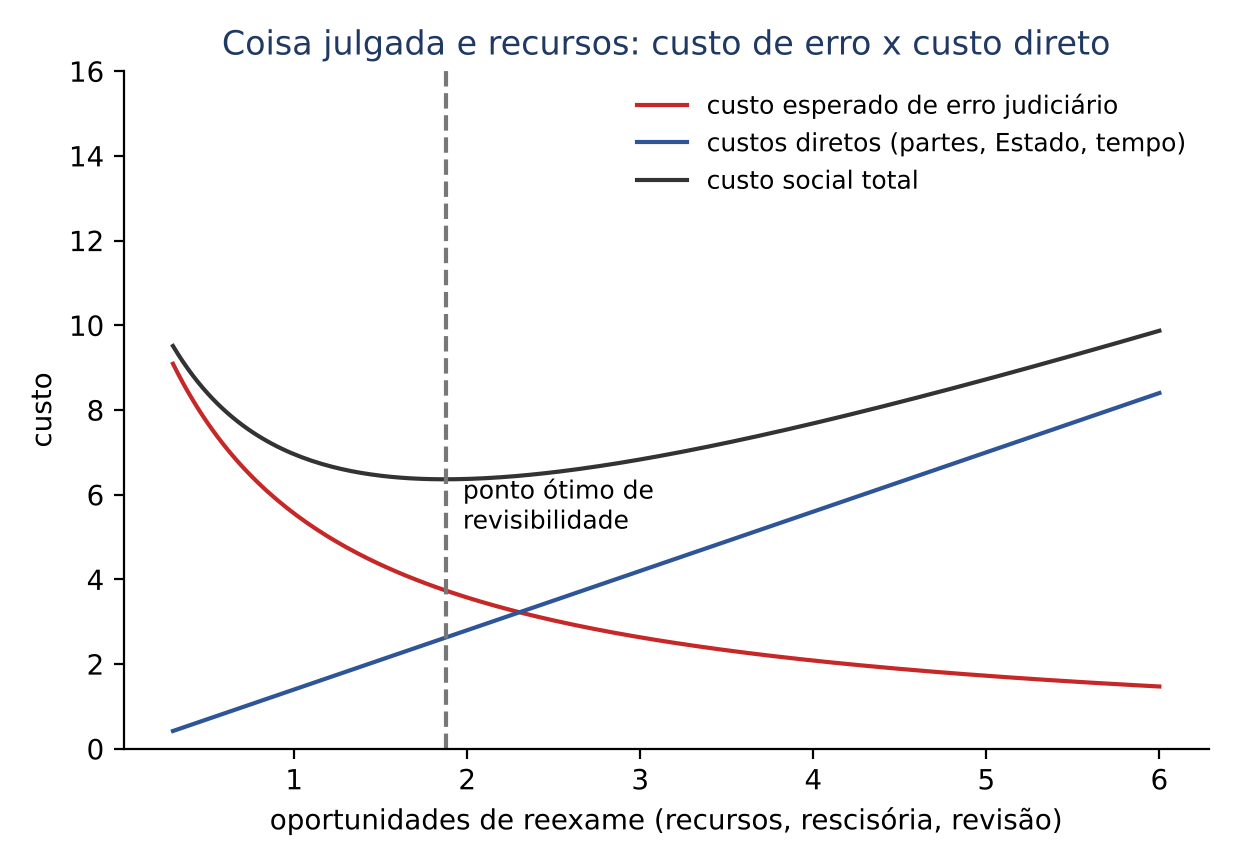 Coisa julgada e recursos: custo de erro x custo direto
16
14
12
10
8
6
4
2
0
custo
custo esperado de erro judiciário
custos diretos (partes, Estado, tempo)
custo social total
ponto ótimo de
revisibilidade
1
2
3
4
5
6
oportunidades de reexame (recursos, rescisória, revisão)